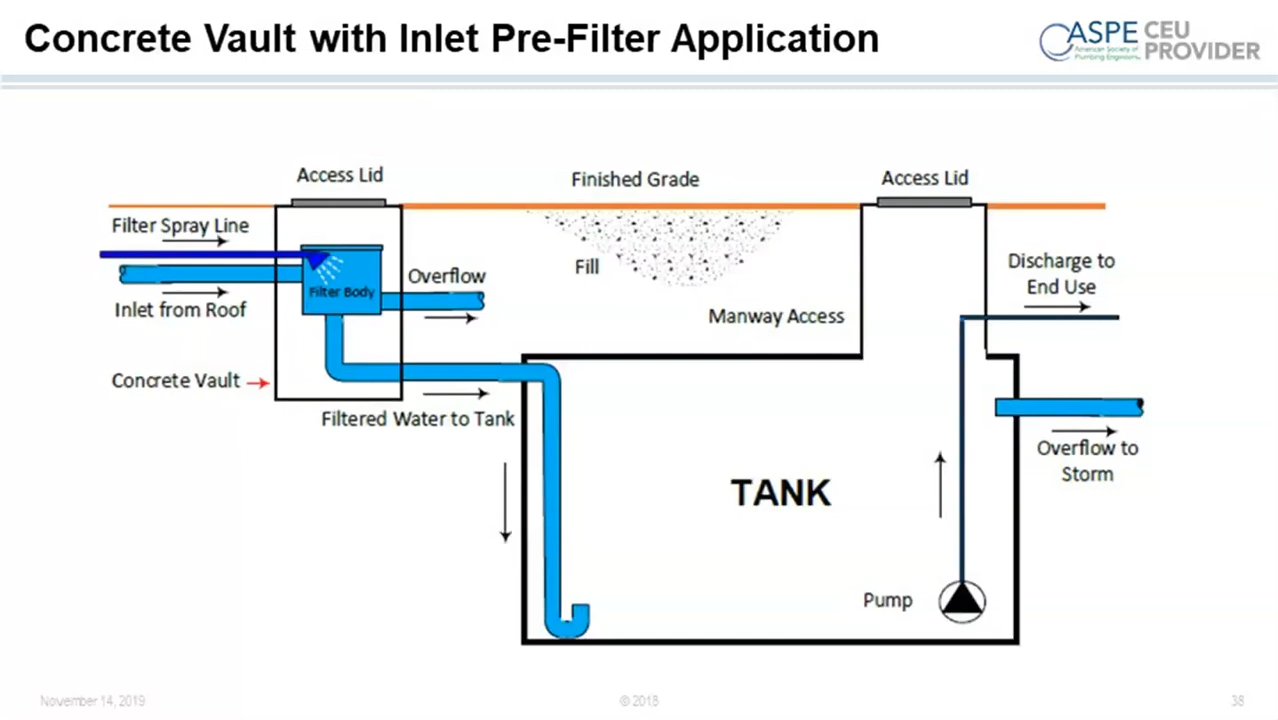 Concrete Vault with Inlet Pre-Filter Application
ASPE
American Society of
Plumbing Engineers
CEU
PROVIDER
Access Lid
Finished Grade
Access Lid
Filter Spray Line
Inlet from Roof
Filter Body
Overflow
Fill
Manway Access
Discharge to
End Use
Concrete Vault
Filtered Water to Tank
Overflow to
Storm
TANK
Pump
November 14, 2019
© 2018
38